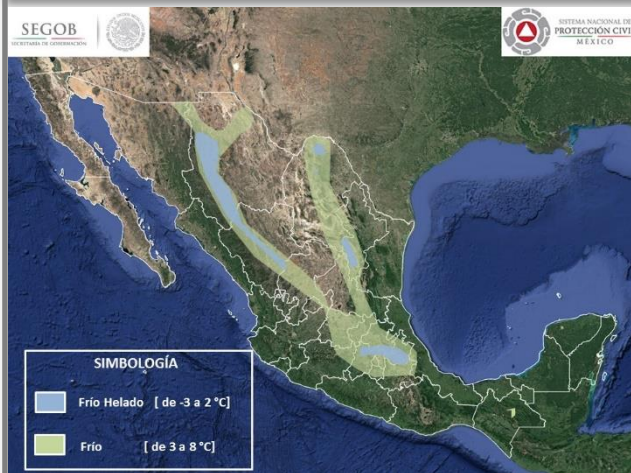 SEGOB
SECRETARÍA DE GOBERNACIÓN
SISTEMA NACIONAL DE
PROTECCIÓN CIVI
MÉXICO
SIMBOLOGÍA
Frío Helado [ de -3 a 2 °C]
Frío [ de 3 a 8 °C]